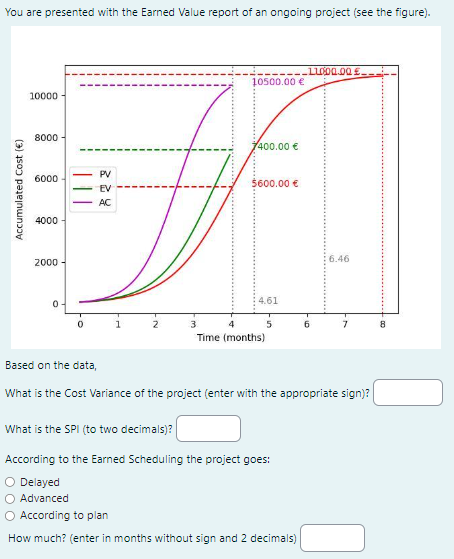 You are presented with the Earned Value report of an ongoing project (see the figure).
11000.00 €
10500.00 €
10000
8000
7400.00 €
6000
PV
EV
AC
5600.00 €
4000
2000
6.46
4.61
0
0 1 2 3 4 5 6 7 8
Accumulated Cost (€)
Time (months)
Based on the data,
What is the Cost Variance of the project (enter with the appropriate sign)?
What is the SPI (to two decimals)?
According to the Earned Scheduling the project goes:
Delayed
Advanced
According to plan
How much? (enter in months without sign and 2 decimals)